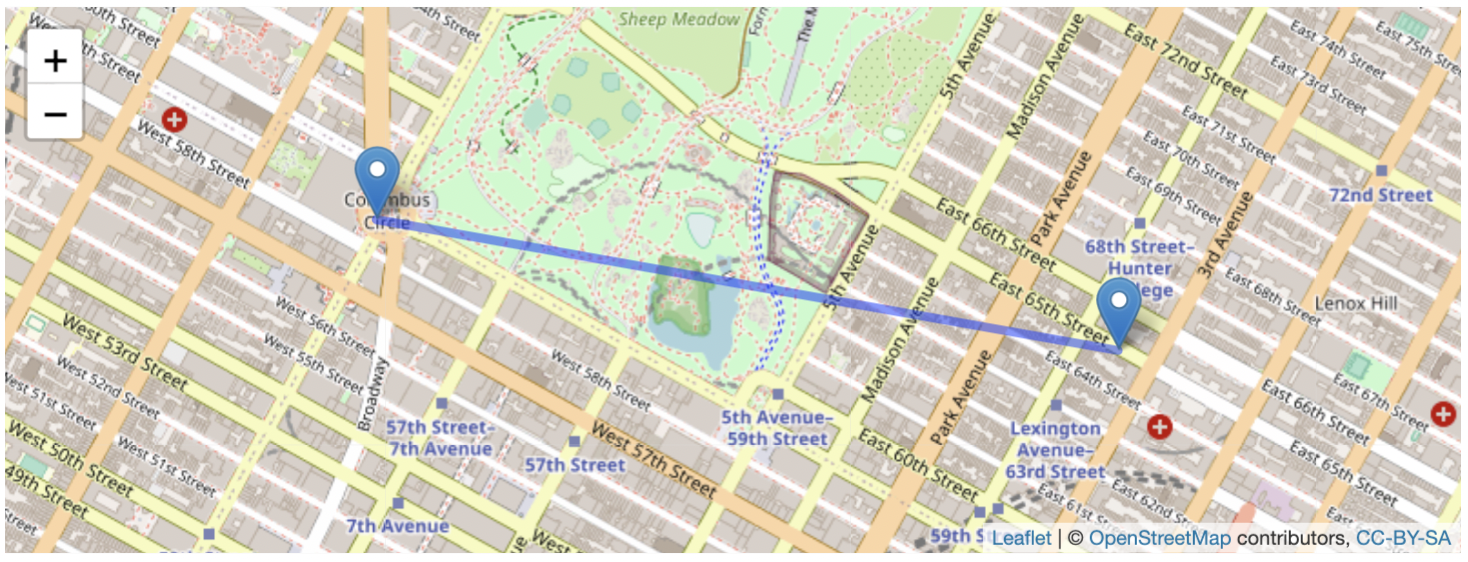 Sheep Meadow
+
−
West 58th Street
Columbus
Circle
5th Avenue
Madison Avenue
East 72nd Street
East 74th Street
East 75th Street
East 73rd Street
East 71st Street
East 70th Street
East 69th Street
72nd Street
Park Avenue
3rd Avenue
East 66th Street
68th Street–
Hunter
East 68th Street
Lenox Hill
East 65th Street
5th Avenue
Madison Avenue
Park Avenue
East 64th Street
East 67th Street
East 66th Street
East 65th Street
West 56th Street
West 55th Street
West 53rd Street
West 52nd Street
West 51st Street
West 50th Street
West 51st Street
49th Street
Broadway
57th Street–
7th Avenue
57th Street
7th Avenue
West 58th Street
West 57th Street
5th Avenue–
59th Street
East 60th Street
Lexington
Avenue–
63rd Street
East 62nd Street
East 61st Street
Leaflet | © OpenStreetMap contributors, CC-BY-SA